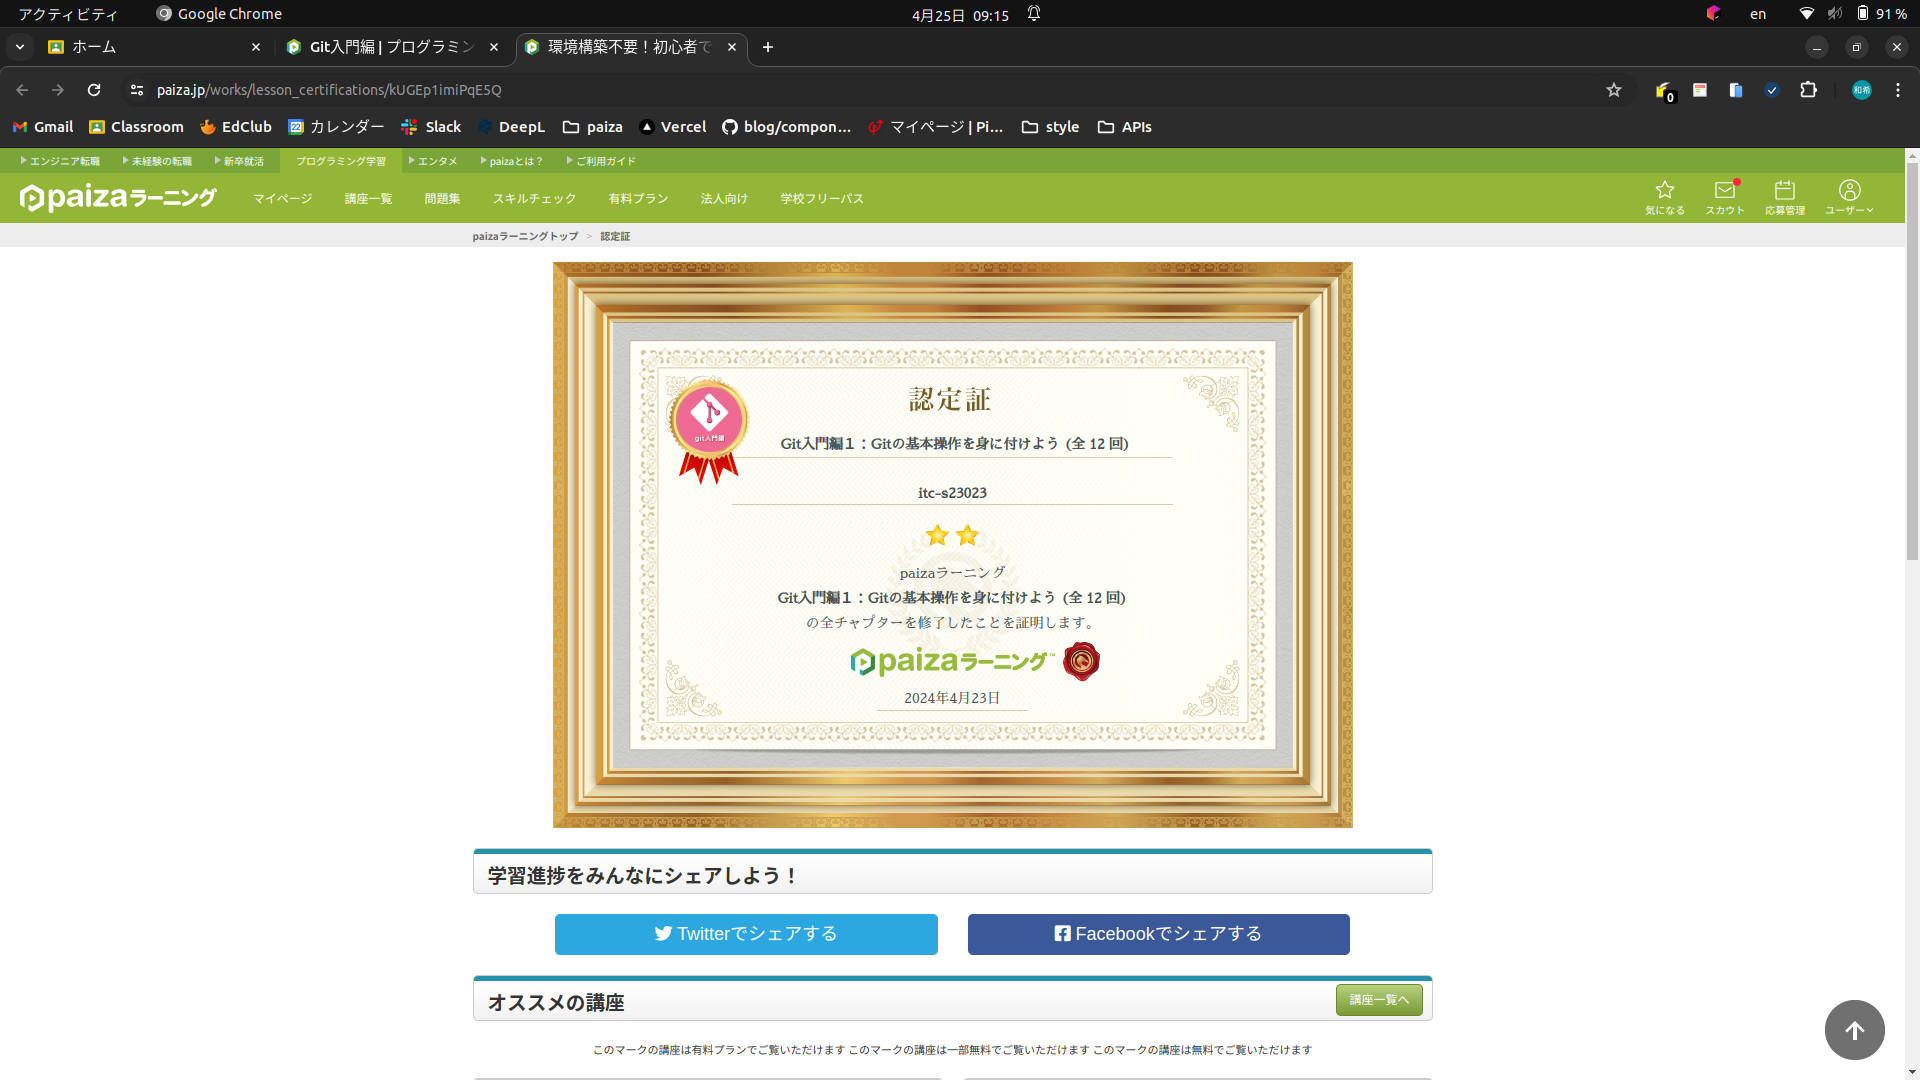 アクティビティ
Google Chrome
4月25日 09:15
en
91 %
ホーム
Git入門編 | プログラミン
環境構築不要！初心者で
paiza.jp/works/lesson_certifications/kUGEp1imiPqE5Q
0
和希
Gmail
Classroom
EdClub
カレンダー
Slack
DeepL
paiza
Vercel
blog/compon...
マイページ | Pi...
style
APIs
エンジニア転職
未経験の転職
新卒就活
プログラミング学習
エンタメ
paizaとは？
ご利用ガイド
paizaラーニング
マイページ
講座一覧
問題集
スキルチェック
有料プラン
法人向け
学校フリーパス
気になる
スカウト
応募管理
ユーザー
paizaラーニングトップ > 認定証
認定証
git入門編
Git入門編１：Gitの基本操作を身に付けよう (全 12 回)
itc-s23023
paizaラーニング
Git入門編１：Gitの基本操作を身に付けよう (全 12 回)
の全チャプターを修了したことを証明します。
paizaラーニング™
2024年4月23日
学習進捗をみんなにシェアしよう！
Twitterでシェアする
Facebookでシェアする
オススメの講座
講座一覧へ
このマークの講座は有料プランでご覧いただけます このマークの講座は一部無料でご覧いただけます このマークの講座は無料でご覧いただけます